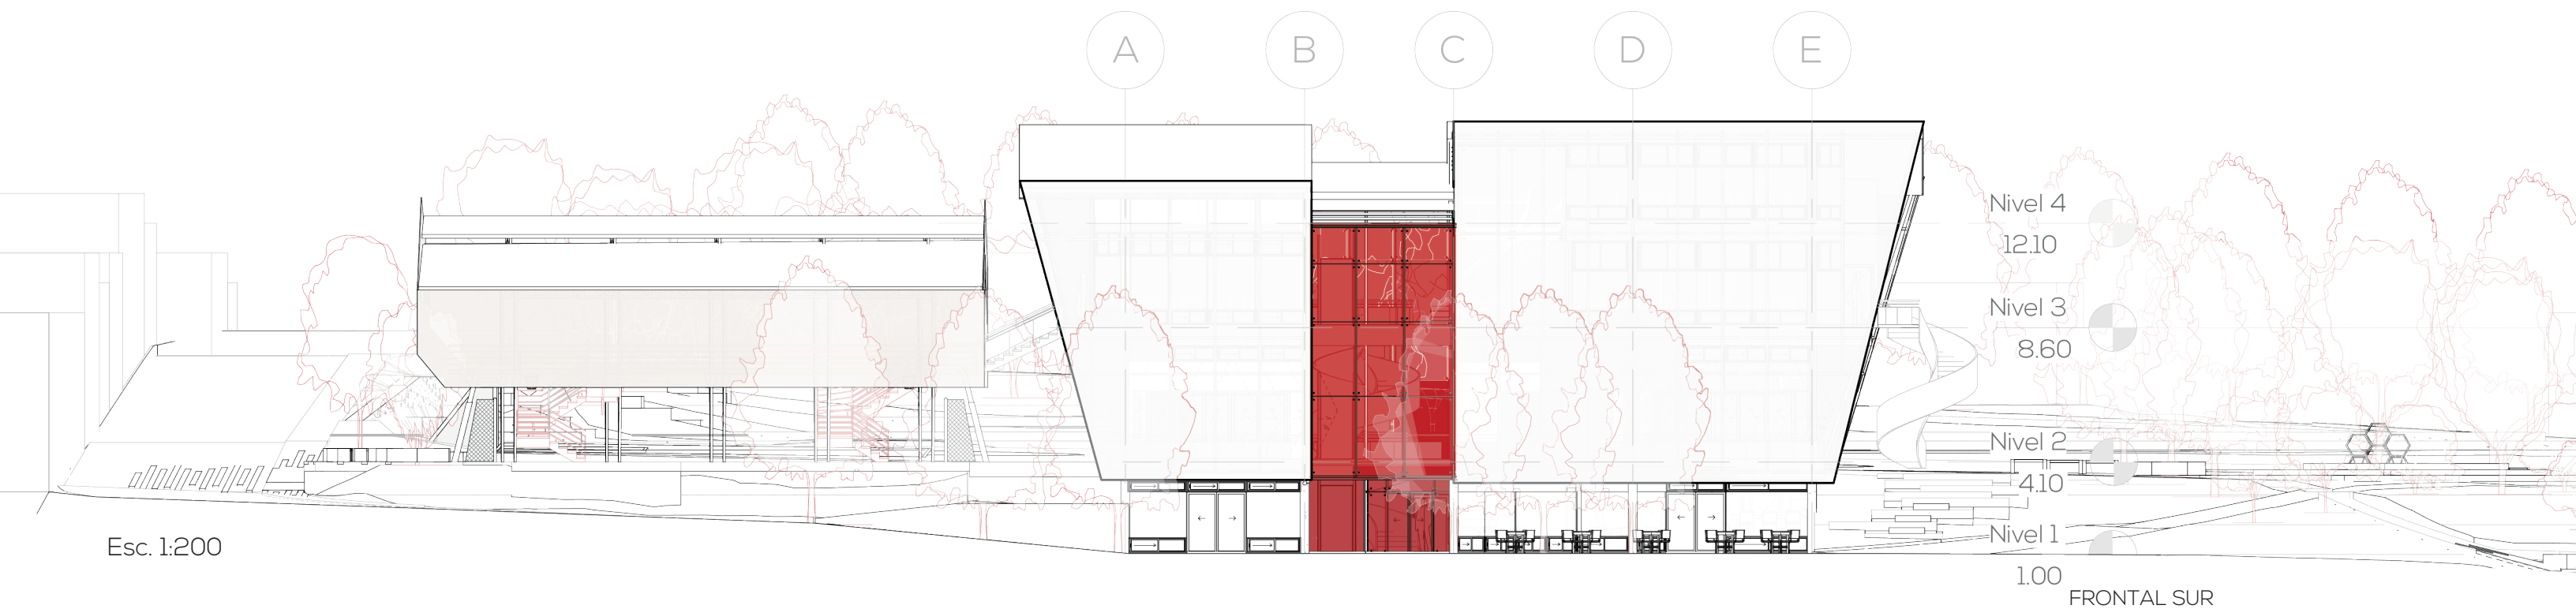 A B C D E
Nivel 4
12.10
Nivel 3
8.60
Nivel 2
4.10
Nivel 1
Esc. 1:200
1.00
FRONTAL SUR